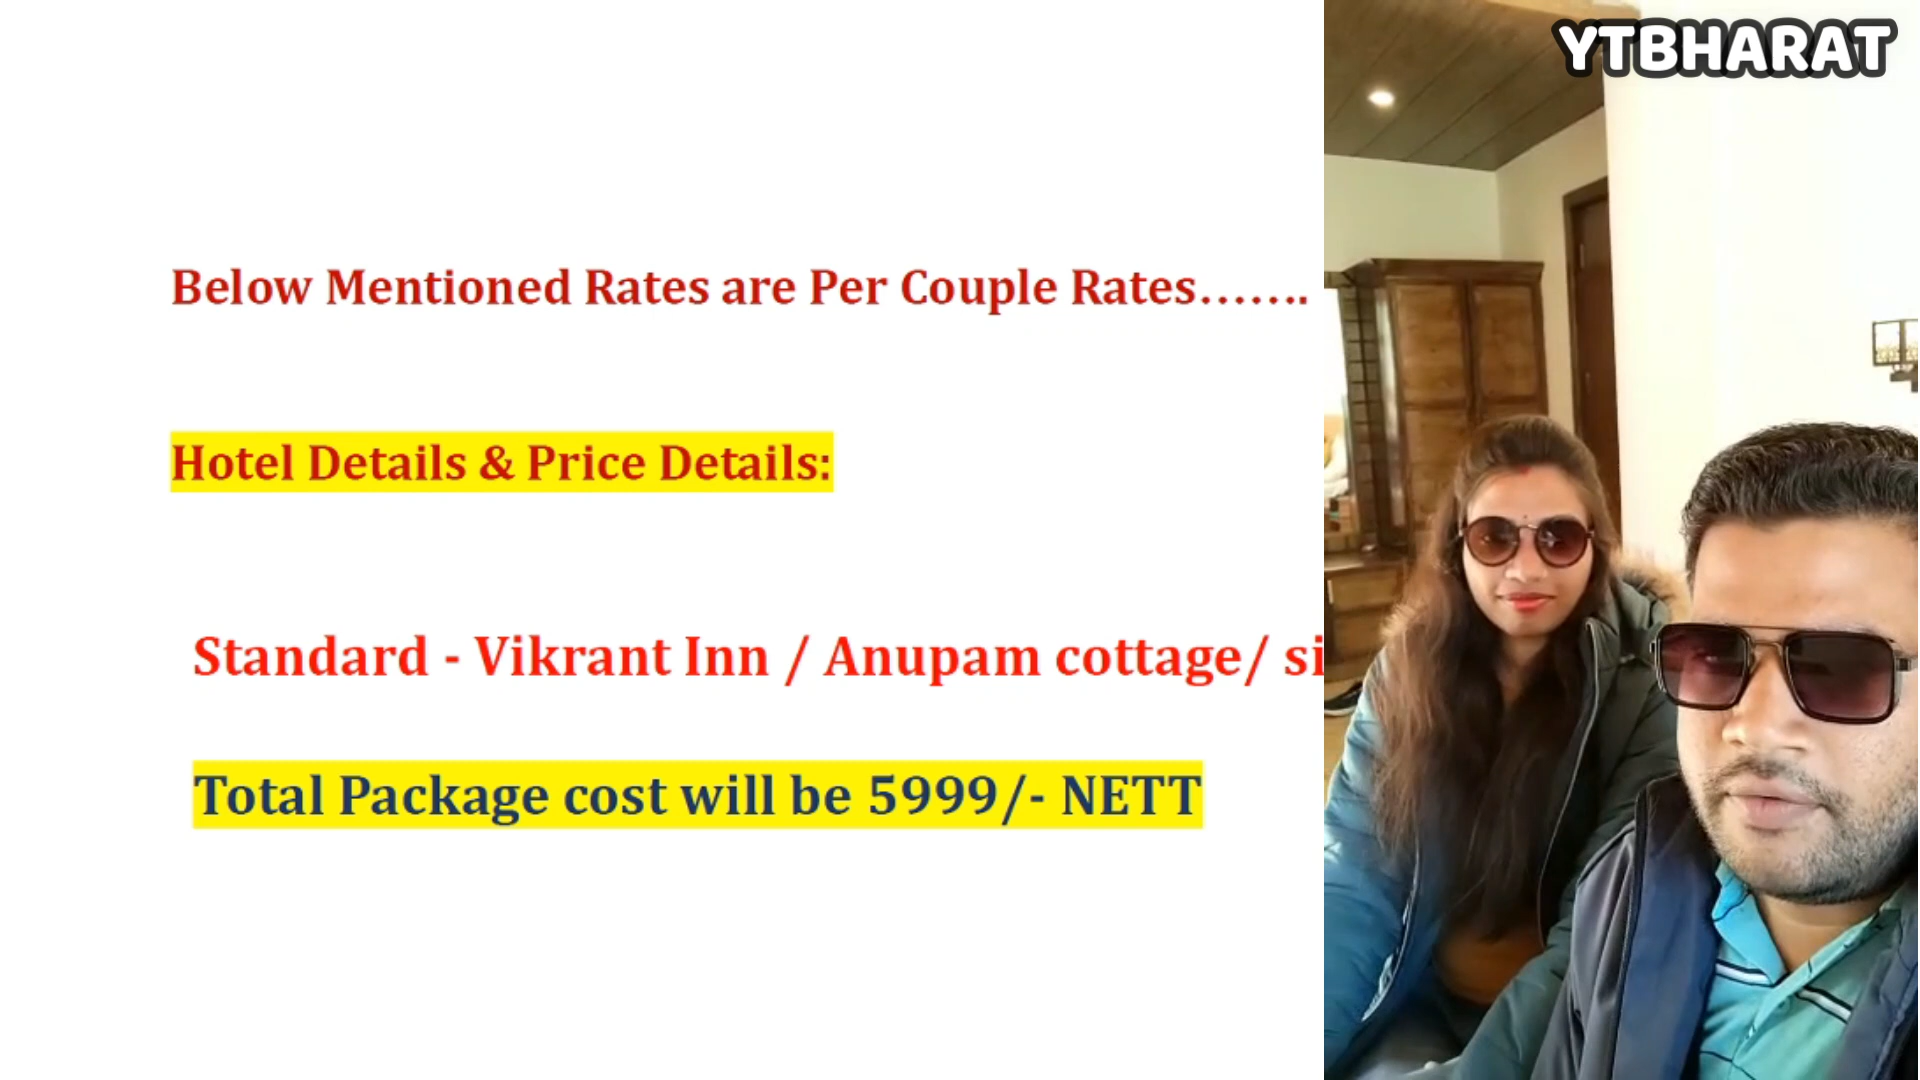 YTBHARAT
Below Mentioned Rates are Per Couple Rates.......
Hotel Details & Price Details:
Standard - Vikrant Inn / Anupam cottage/ si
Total Package cost will be 5999/- NETT